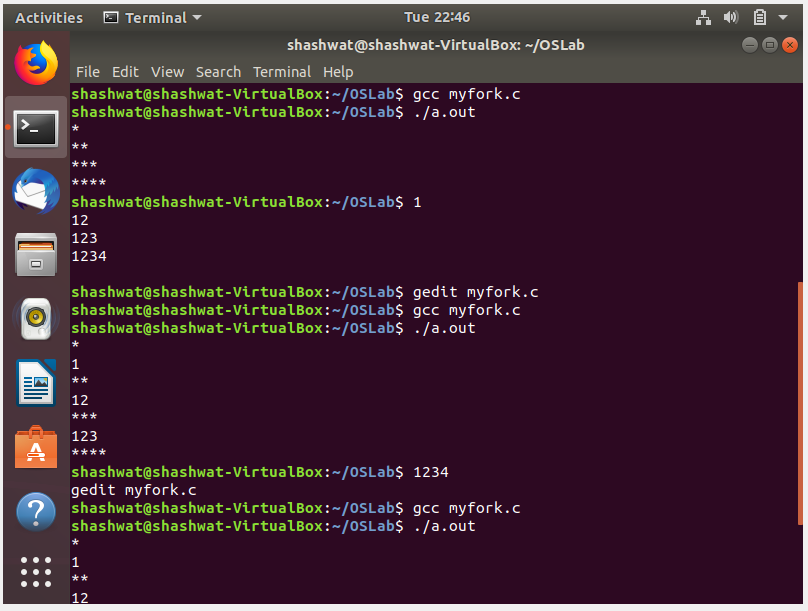 Activities Terminal Tue 22:46
shashwat@shashwat-VirtualBox: ~/OSLab
File Edit View Search Terminal Help
shashwat@shashwat-VirtualBox:~/OSLab$ gcc myfork.c
shashwat@shashwat-VirtualBox:~/OSLab$ ./a.out
*
**
***
****
shashwat@shashwat-VirtualBox:~/OSLab$ 1
12
123
1234
shashwat@shashwat-VirtualBox:~/OSLab$ gedit myfork.c
shashwat@shashwat-VirtualBox:~/OSLab$ gcc myfork.c
shashwat@shashwat-VirtualBox:~/OSLab$ ./a.out
*
1
**
12
***
123
****
shashwat@shashwat-VirtualBox:~/OSLab$ 1234
gedit myfork.c
shashwat@shashwat-VirtualBox:~/OSLab$ gcc myfork.c
shashwat@shashwat-VirtualBox:~/OSLab$ ./a.out
*
1
**
12